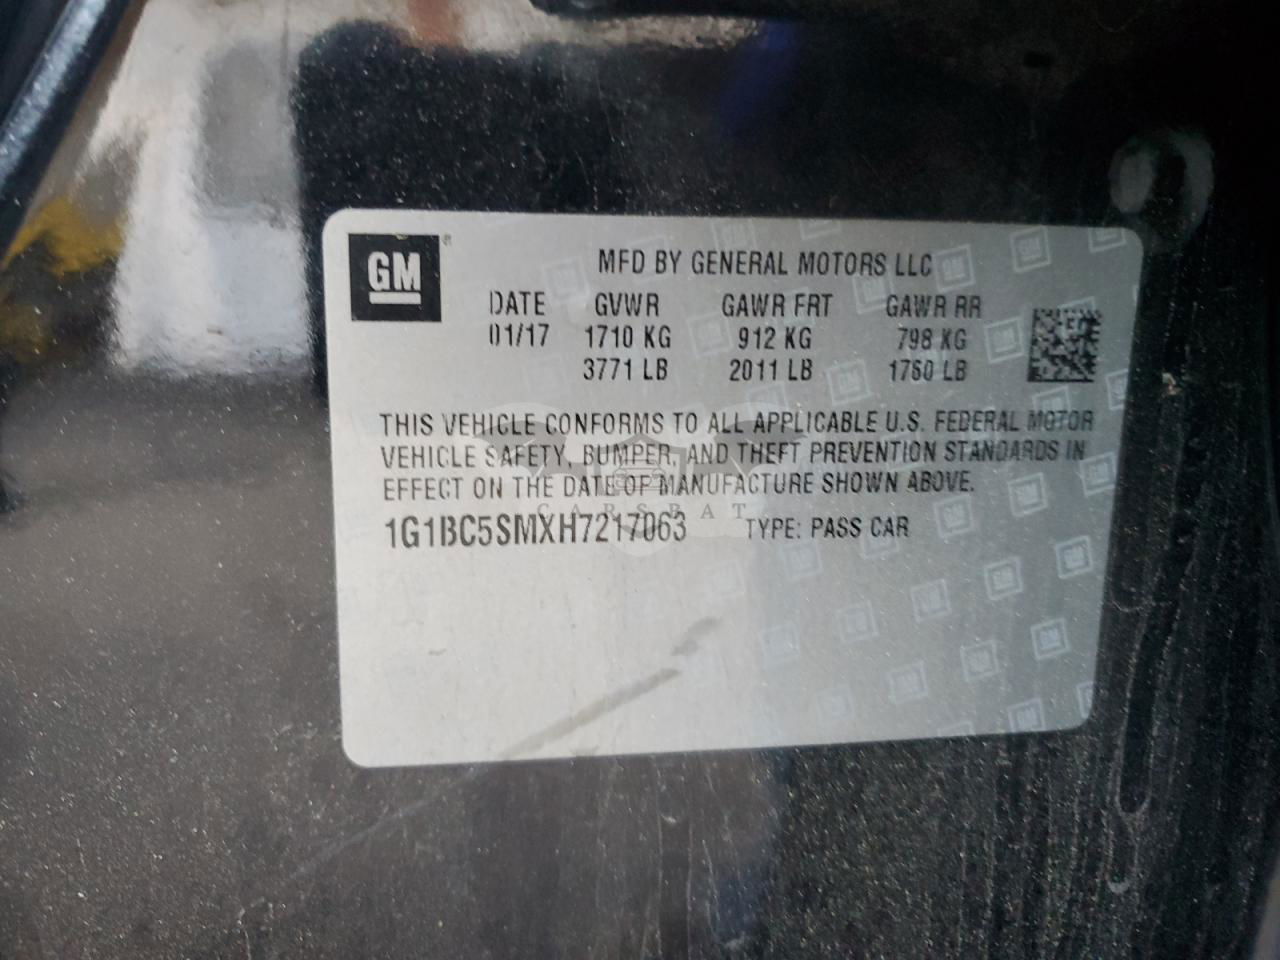 GM ®
MFD BY GENERAL MOTORS LLC
DATE GVWR GAWR FRT GAWR RR
01/17 1710 KG 912 KG 798 KG
3771 LB 2011 LB 1760 LB
THIS VEHICLE CONFORMS TO ALL APPLICABLE U.S. FEDERAL MOTOR
VEHICLE SAFETY, BUMPER, AND THEFT PREVENTION STANDARDS IN
EFFECT ON THE DATE OF MANUFACTURE SHOWN ABOVE.
CARSBAT
1G1BC5SMXH7217063 TYPE: PASS CAR